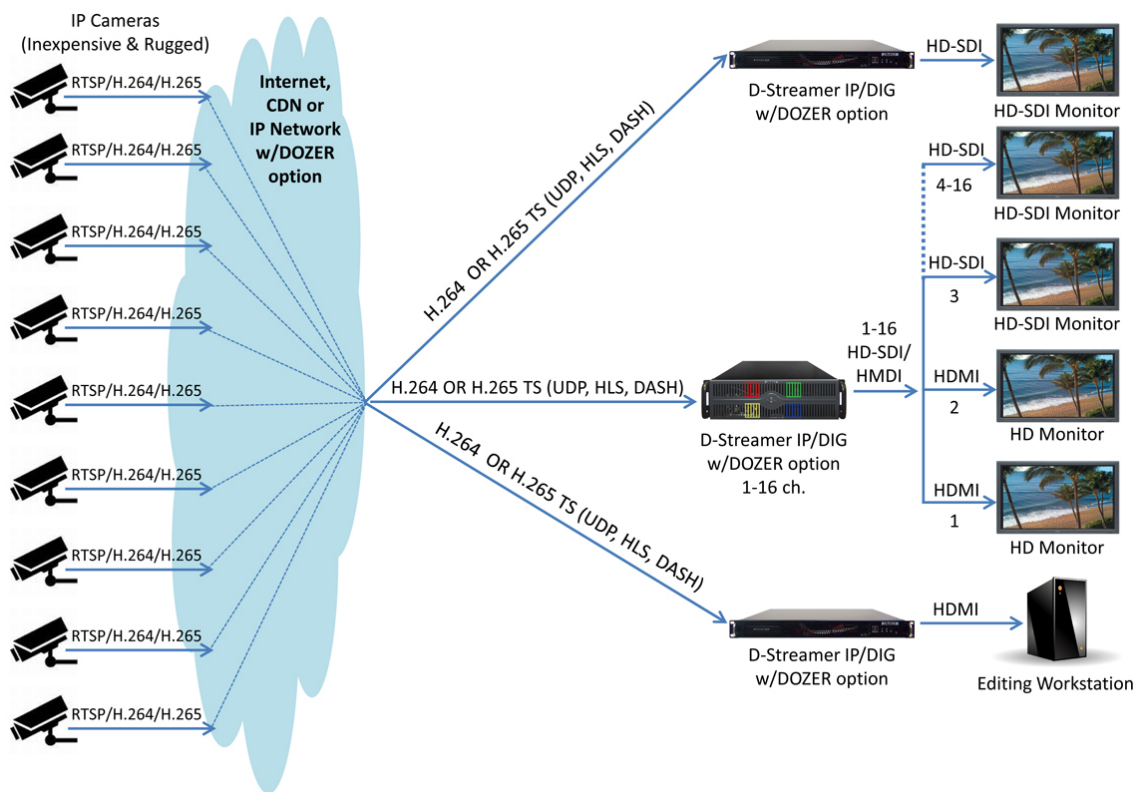 IP Cameras
(Inexpensive & Rugged)
RTSP/H.264/H.265
RTSP/H.264/H.265
RTSP/H.264/H.265
RTSP/H.264/H.265
RTSP/H.264/H.265
RTSP/H.264/H.265
RTSP/H.264/H.265
RTSP/H.264/H.265
RTSP/H.264/H.265
Internet,
CDN or
IP Network
w/DOZER
option
H.264 OR H.265 TS (UDP, HLS, DASH)
H.264 OR H.265 TS (UDP, HLS, DASH)
H.264 OR H.265 TS (UDP, HLS, DASH)
D-Streamer IP/DIG
w/DOZER option
HD-SDI
HD-SDI Monitor
D-Streamer IP/DIG
w/DOZER option
1-16 ch.
1-16
HD-SDI/
HMDI
HD-SDI
4-16
HD-SDI Monitor
HD-SDI
3
HD-SDI Monitor
HDMI
2
HD Monitor
HDMI
1
HD Monitor
D-Streamer IP/DIG
w/DOZER option
HDMI
Editing Workstation